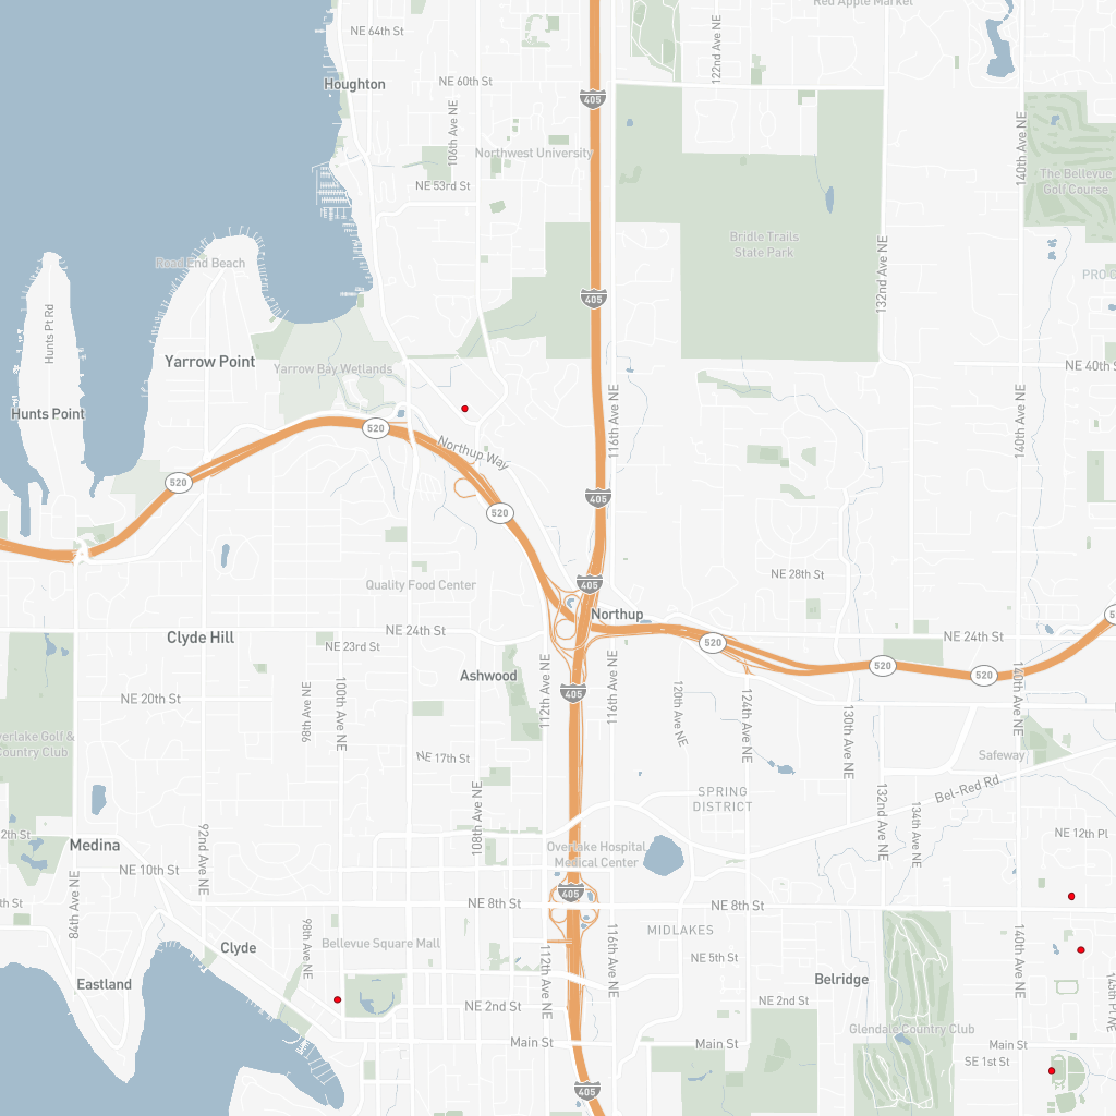 Red Apple Market
NE 64th St
122nd Ave NE
NE 60th St
Houghton
405
106th Ave NE
140th Ave NE
Northwest University
The Bellevue
Golf Course
NE 53rd St
Bridle Trails
State Park
132nd Ave NE
Road End Beach
PRO
405
Hunts Pt Rd
Yarrow Point
Yarrow Bay Wetlands
NE 40th S
Hunts Point
116th Ave NE
140th Ave NE
520
Northup Way
520
405
520
NE 28th St
Quality Food Center
405
Northup
Clyde Hill
NE 24th St
NE 24th St
520
NE 23rd St
520
520
Ashwood
112th Ave NE
116th Ave NE
140th Ave NE
405
NE 20th St
98th Ave NE
100th Ave NE
120th Ave NE
124th Ave NE
130th Ave NE
verlake Golf &
Country Club
NE 17th St
Safeway
SPRING
DISTRICT
Bel-Red Rd.
108th Ave NE
132nd Ave NE
134th Ave NE
2th St
NE 12th Pl
Medina
92nd Ave NE
Overlake Hospital
Medical Center
NE 10th St
84th Ave NE
405
th St
NE 8th St
NE 8th St
98th Ave NE
Clyde
Bellevue Square Mall
MIDLAKES
112th Ave NE
116th Ave NE
140th Ave NE
NE 5th St
Belridge
Eastland
145th PL NE
NE 2nd St
NE 2nd St
Glendale Country Club
Main St
Main St
Main St
SE 1st St
405